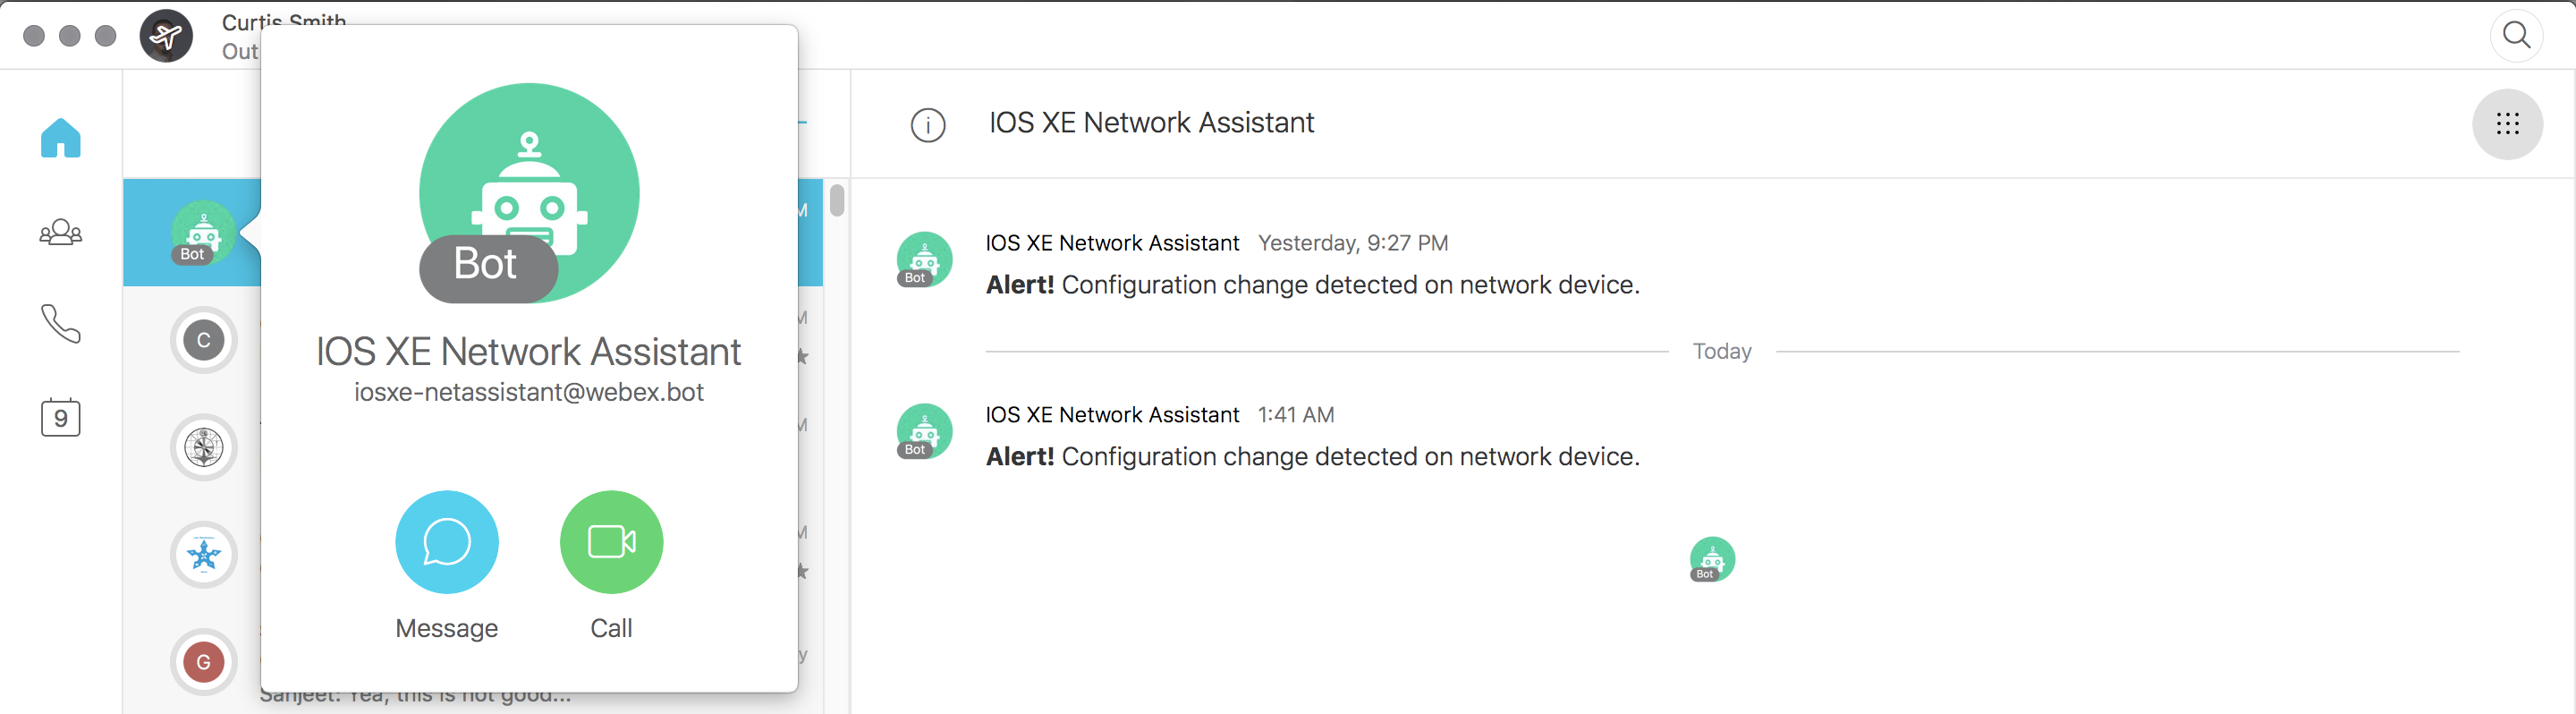 Curtis Smith
Out
IOS XE Network Assistant
Bot
Bot
IOS XE Network Assistant
iosxe-netassistant@webex.bot
Message
Call
9
C
G
M
M
M
M
y
Sanjeet: Yea, this is not good...
IOS XE Network Assistant Yesterday, 9:27 PM
Bot
Alert! Configuration change detected on network device.
Today
IOS XE Network Assistant 1:41 AM
Bot
Alert! Configuration change detected on network device.
Bot